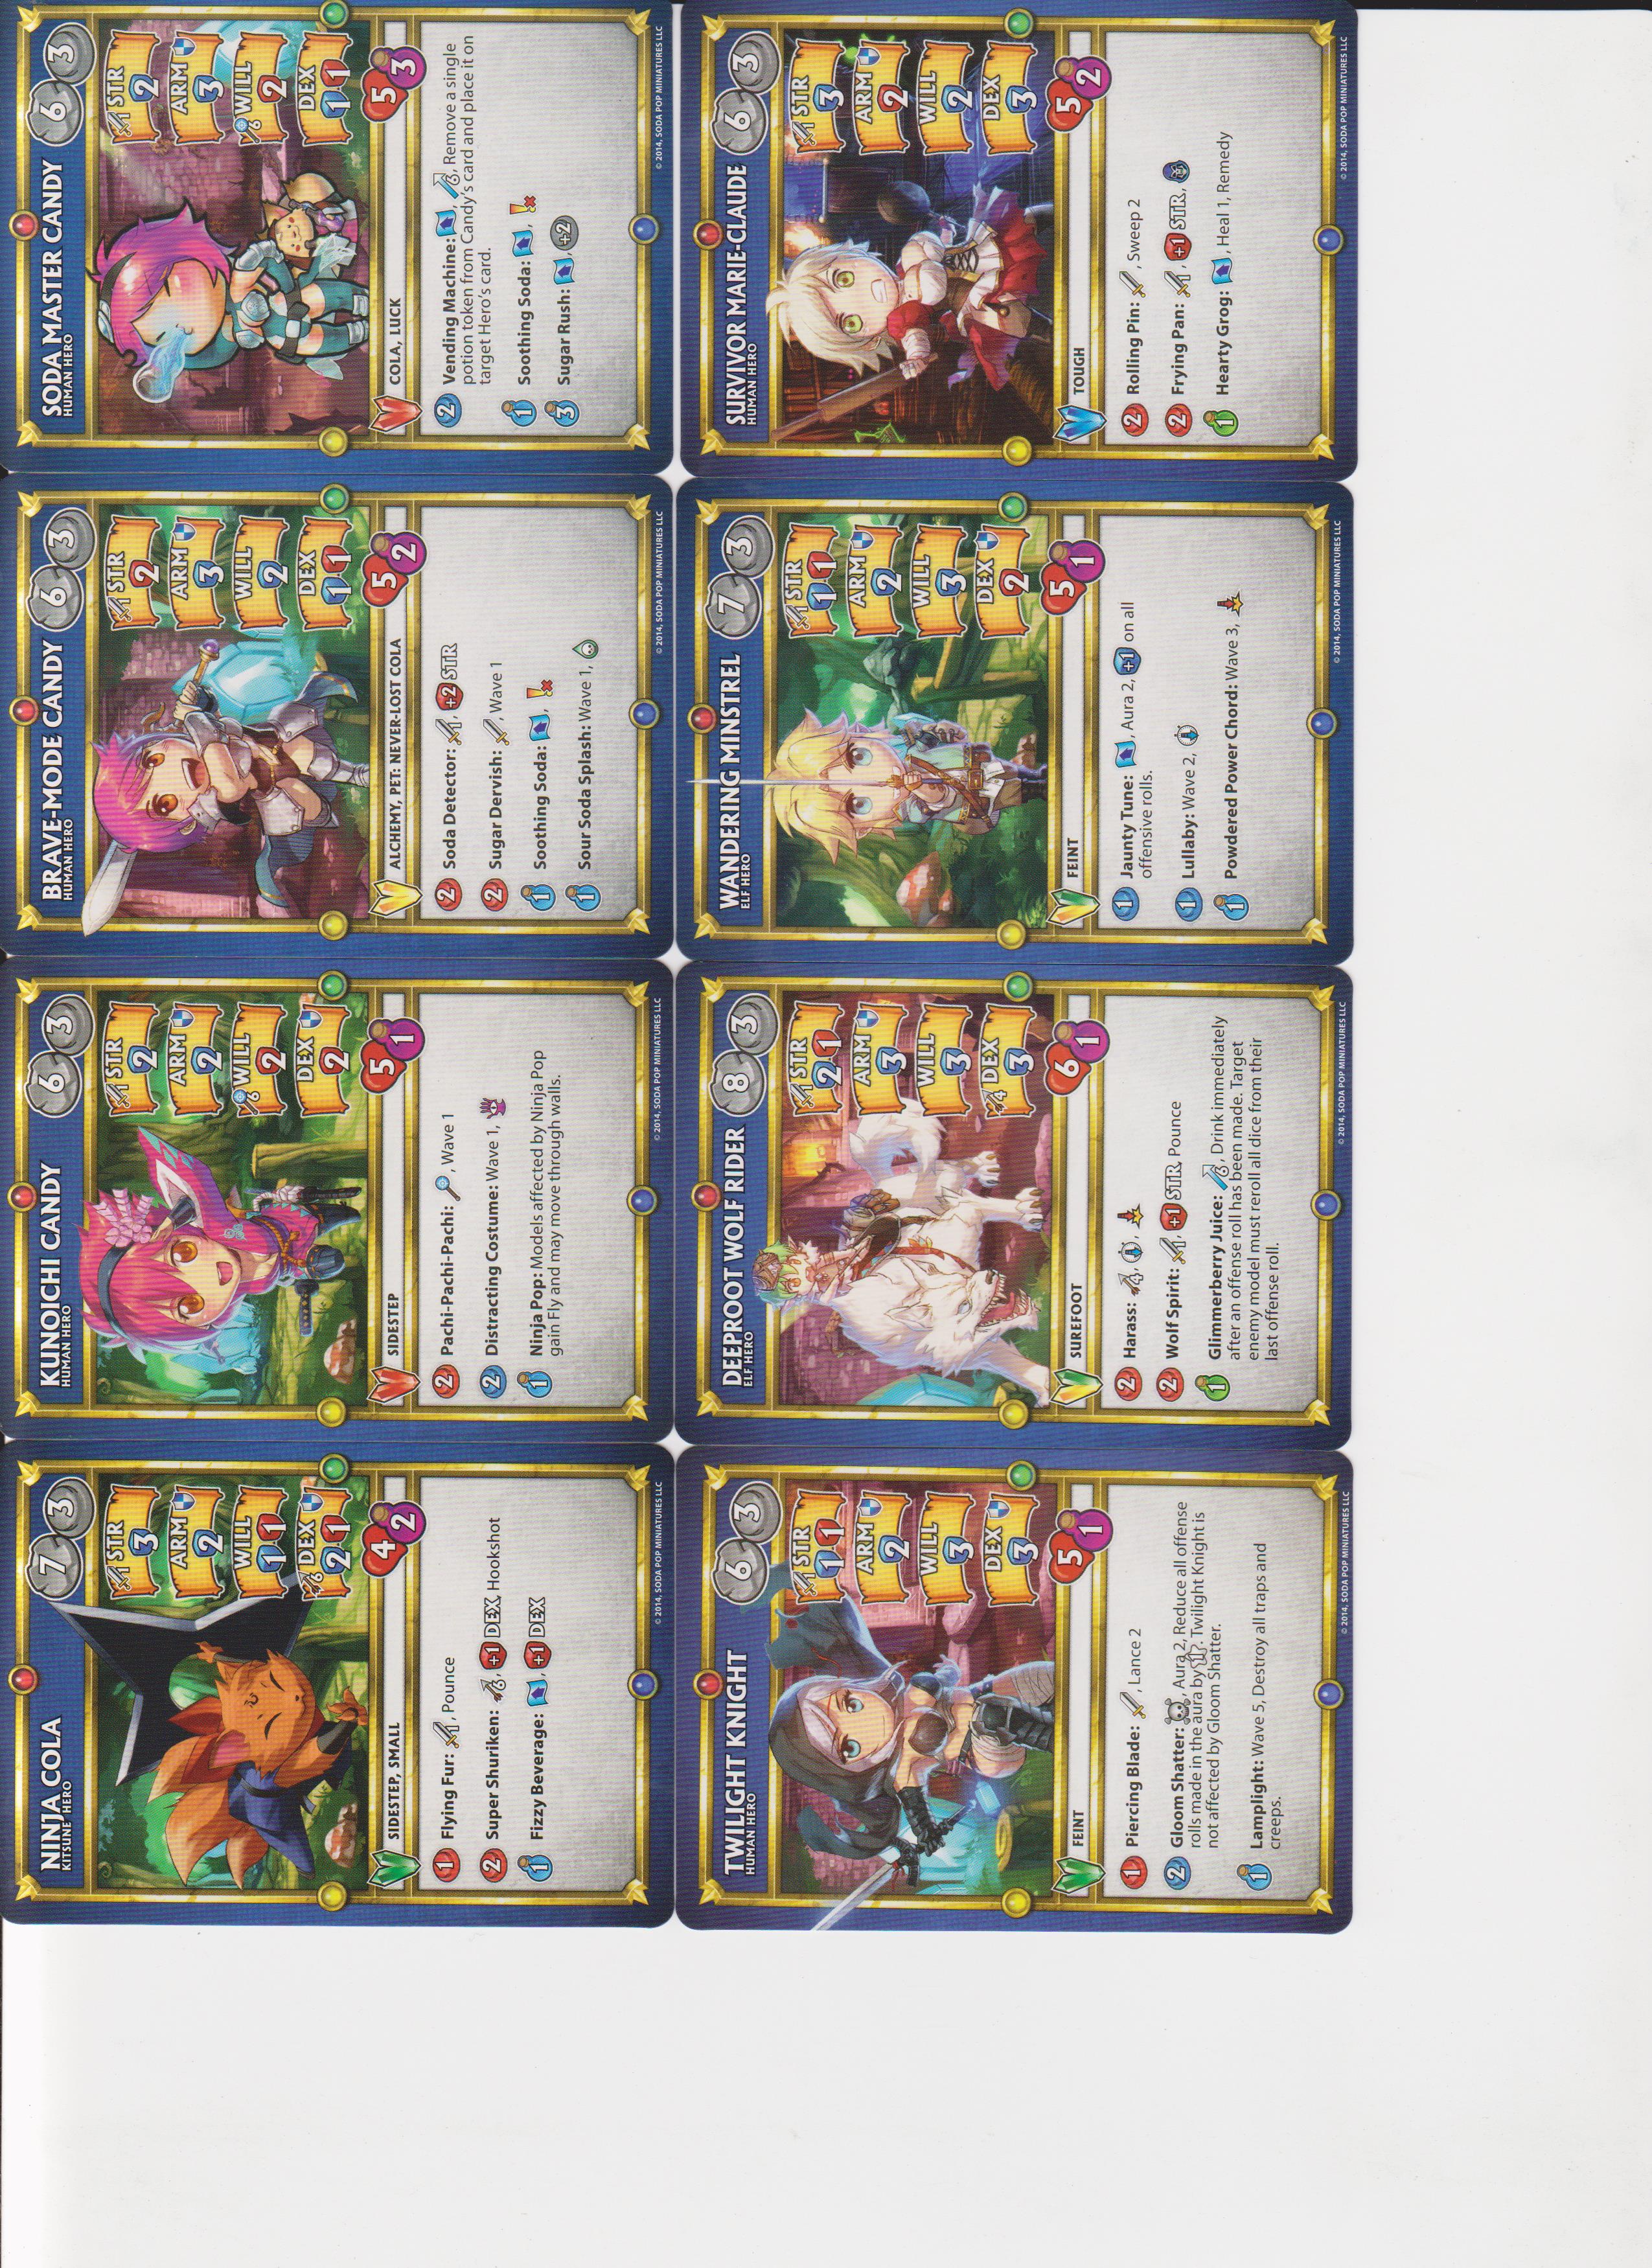 NINJA COLA
KITSUNE HERO
7 3
STR
3
ARM
2
WILL
1 1
6 DEX
2 1
4 2
SIDESTEP, SMALL
1 Flying Fur: 1, Pounce
2 Super Shuriken: 6, +1 DEX, Hookshot
1 Fizzy Beverage: , +1 DEX
© 2014, SODA POP MINIATURES LLC
KUNOICHI CANDY
HUMAN HERO
6 3
1 STR
2
ARM
2
6 WILL
2
DEX
2
5 1
SIDESTEP
2 Pachi-Pachi-Pachi: , Wave 1
2 Distracting Costume: Wave 1,
1 Ninja Pop: Models affected by Ninja Pop
gain Fly and may move through walls.
© 2014, SODA POP MINIATURES LLC
BRAVE-MODE CANDY
HUMAN HERO
6 3
1 STR
2
ARM
3
WILL
2
DEX
1 1
5 2
ALCHEMY, PET: NEVER-LOST COLA
2 Soda Detector: 1, +2 STR
2 Sugar Dervish: , Wave 1
1 Soothing Soda: ,
1 Sour Soda Splash: Wave 1,
© 2014, SODA POP MINIATURES LLC
SODA MASTER CANDY
HUMAN HERO
6 3
1 STR
2
ARM
3
6 WILL
2
DEX
1 1
5 3
COLA, LUCK
2 Vending Machine: , 6, Remove a single
potion token from Candy's card and place it on
target Hero's card.
1 Soothing Soda: ,
3 Sugar Rush: , +2
© 2014, SODA POP MINIATURES LLC
TWILIGHT KNIGHT
HUMAN HERO
6 3
1 STR
1 1
ARM
2
WILL
3
DEX
3
5 1
FEINT
1 Piercing Blade: , Lance 2
2 Gloom Shatter: , Aura 2, Reduce all offense
rolls made in the aura by 1. Twilight Knight is
not affected by Gloom Shatter.
1 Lamplight: Wave 5, Destroy all traps and
creeps.
© 2014, SODA POP MINIATURES LLC
DEEPROOT WOLF RIDER
ELF HERO
8 3
1 STR
2 1
ARM
3
WILL
3
4 DEX
3
6 1
SUREFOOT
2 Harass: 4, ,
2 Wolf Spirit: 1, +1 STR, Pounce
1 Glimmerberry Juice: 6, Drink immediately
after an offense roll has been made. Target
enemy model must reroll all dice from their
last offense roll.
© 2014, SODA POP MINIATURES LLC
WANDERING MINSTREL
ELF HERO
7 3
1 STR
1 1
ARM
2
WILL
3
DEX
2
5 1
FEINT
1 Jaunty Tune: , Aura 2, +1 on all
offensive rolls.
1 Lullaby: Wave 2,
1 Powdered Power Chord: Wave 3,
© 2014, SODA POP MINIATURES LLC
SURVIVOR MARIE-CLAUDE
HUMAN HERO
6 3
1 STR
3
ARM
2
WILL
2
DEX
3
5 2
TOUGH
2 Rolling Pin: , Sweep 2
2 Frying Pan: 1, +1 STR,
1 Hearty Grog: , Heal 1, Remedy
© 2014, SODA POP MINIATURES LLC